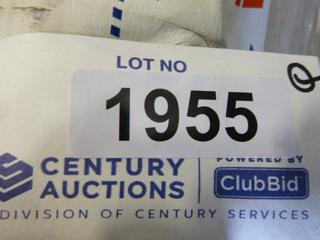 LOT NO
1955
CENTURY
AUCTIONS
POWERED BY
ClubBid
DIVISION OF CENTURY SERVICES